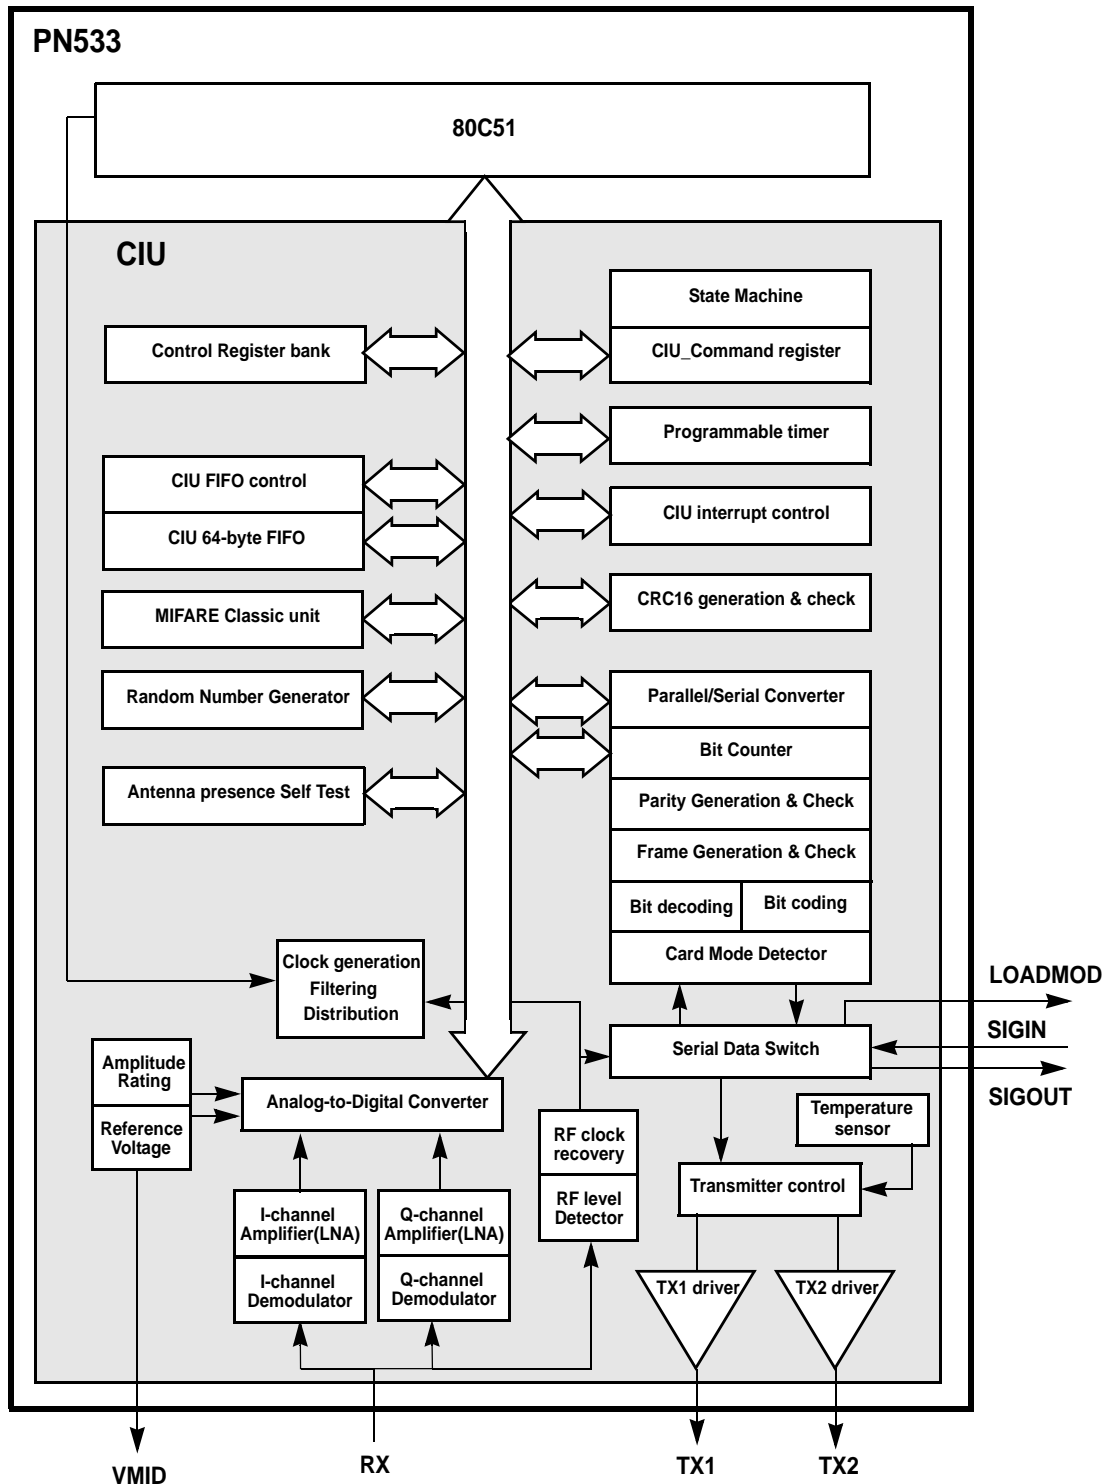 PN533
80C51
CIU
State Machine
Control Register bank
CIU_Command register
Programmable timer
CIU FIFO control
CIU interrupt control
CIU 64-byte FIFO
MIFARE Classic unit
CRC16 generation & check
Random Number Generator
Parallel/Serial Converter
Bit Counter
Antenna presence Self Test
Parity Generation & Check
Frame Generation & Check
Bit decoding
Bit coding
Card Mode Detector
Clock generation
Filtering
Distribution
LOADMOD
SIGIN
SIGOUT
Serial Data Switch
Amplitude
Rating
Reference
Voltage
Analog-to-Digital Converter
RF clock
recovery
RF level
Detector
Temperature
sensor
Transmitter control
I-channel
Amplifier(LNA)
Q-channel
Amplifier(LNA)
I-channel
Demodulator
Q-channel
Demodulator
TX1 driver
TX2 driver
VMID
RX
TX1
TX2